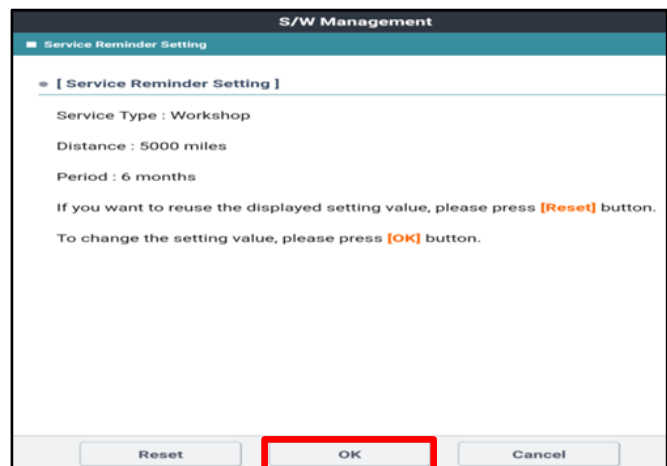 S/W Management
Service Reminder Setting
[ Service Reminder Setting ]
Service Type : Workshop
Distance : 5000 miles
Period : 6 months
If you want to reuse the displayed setting value, please press [Reset] button.
To change the setting value, please press [OK] button.
Reset OK Cancel